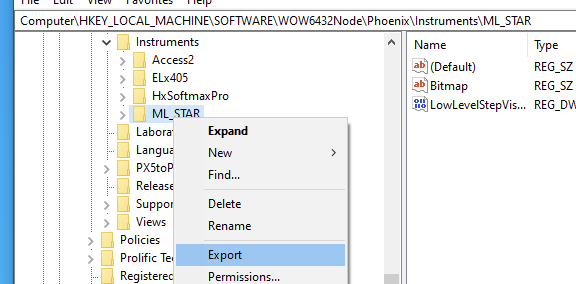 File Edit View Favorites Help
Computer\HKEY_LOCAL_MACHINE\SOFTWARE\WOW6432Node\Phoenix\Instruments\ML_STAR
Instruments
Access2
ELx405
HxSoftmaxPro
ML_STAR
Labora
Langua
PX5toP
Release
Suppor
Views
Policies
Prolific Tec
Registered
Expand
New
Find...
Delete
Rename
Export
Permissions...
Name Type
(Default) REG_SZ
Bitmap REG_SZ
LowLevelStepVis... REG_DW